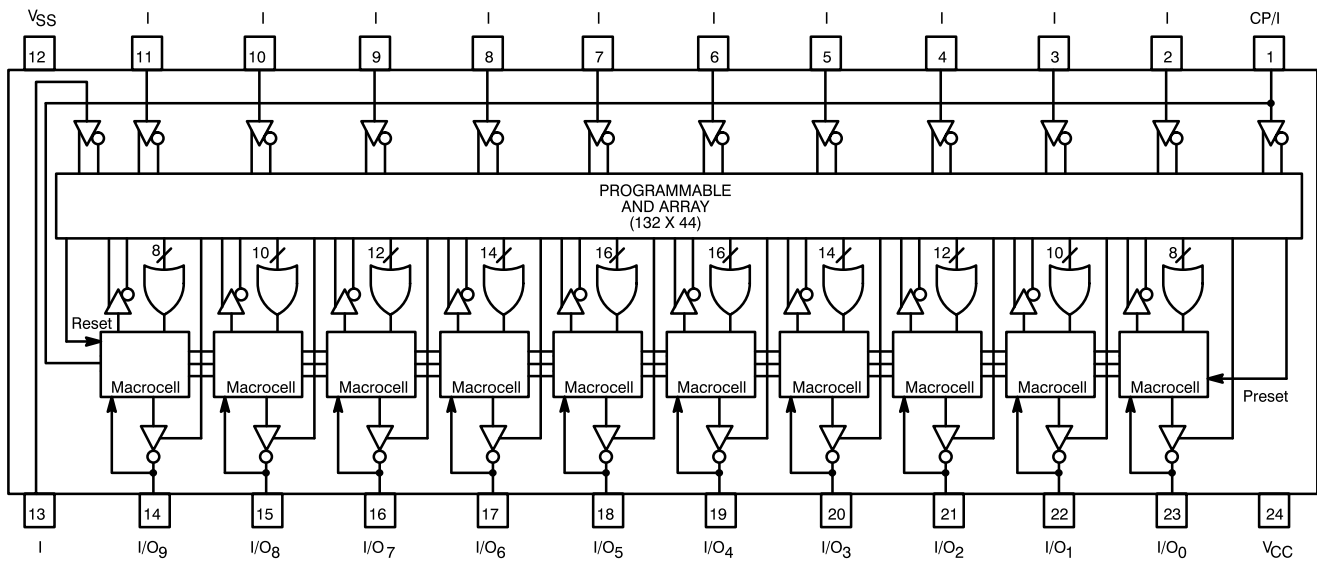 VSS I I I I I I I I I I CP/I
12 11 10 9 8 7 6 5 4 3 2 1
PROGRAMMABLE
AND ARRAY
(132 X 44)
8 10 12 14 16 16 14 12 10 8
Reset
Macrocell Macrocell Macrocell Macrocell Macrocell Macrocell Macrocell Macrocell Macrocell Macrocell
Preset
13 14 15 16 17 18 19 20 21 22 23 24
I I/O9 I/O8 I/O7 I/O6 I/O5 I/O4 I/O3 I/O2 I/O1 I/O0 VCC